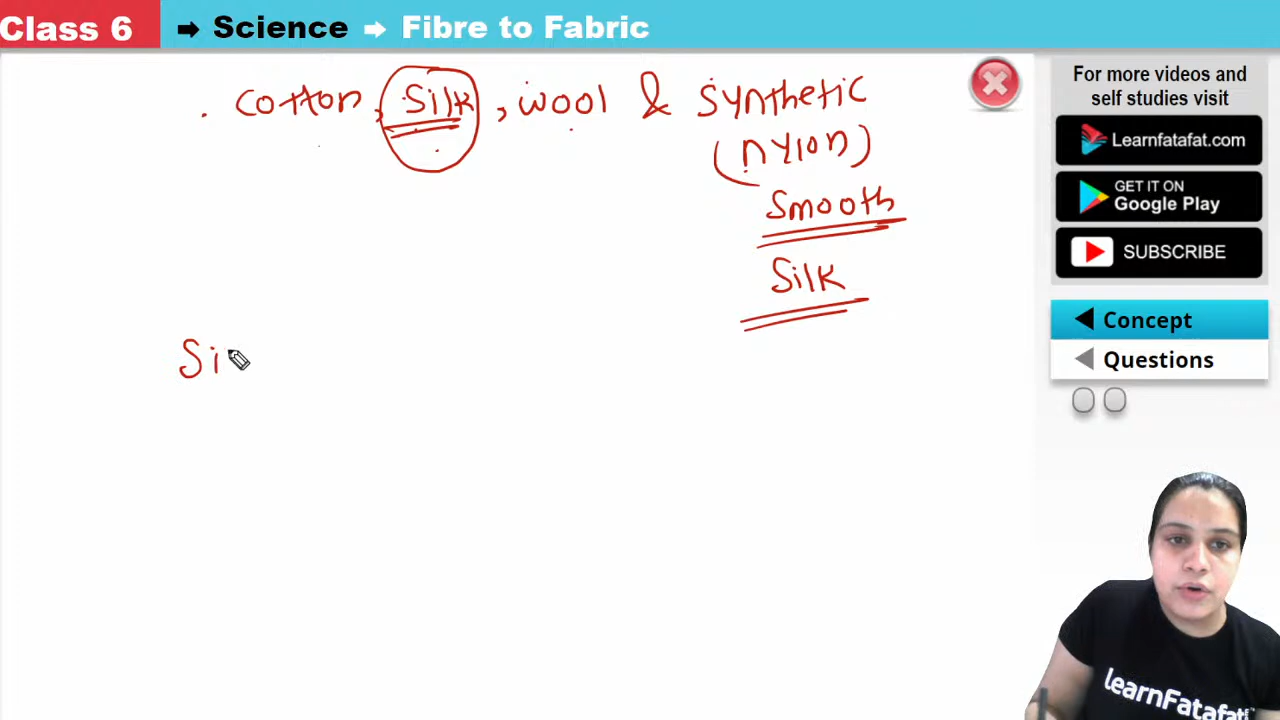 Class 6 ➡ Science ➡ Fibre to Fabric
. cotton, Silk, wool & synthetic
(nylon)
Smooth
Silk
Si
For more videos and
self studies visit
Learnfatafat.com
GET IT ON
Google Play
SUBSCRIBE
Concept
Questions
learnFatafat™